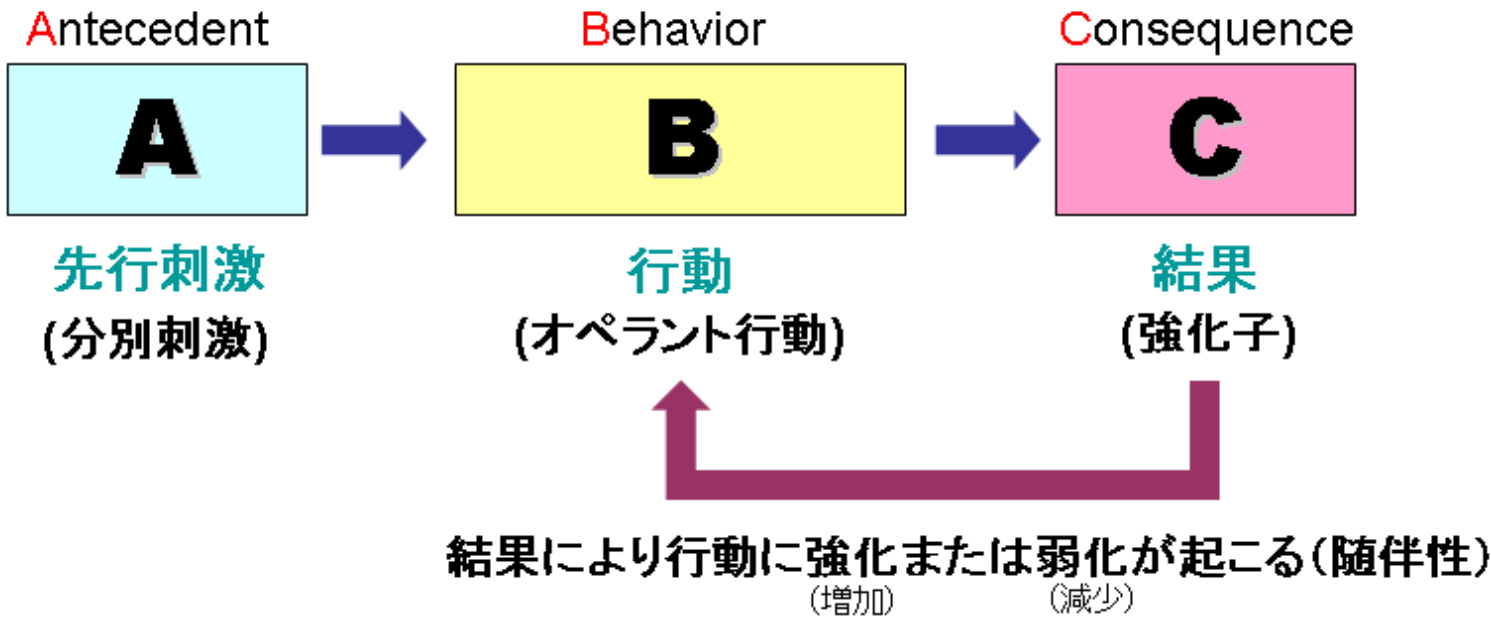 Antecedent Behavior Consequence
A B C
先行刺激 行動 結果
(分別刺激) (オペラント行動) (強化子)
結果により行動に強化または弱化が起こる(随伴性)
(増加) (減少)